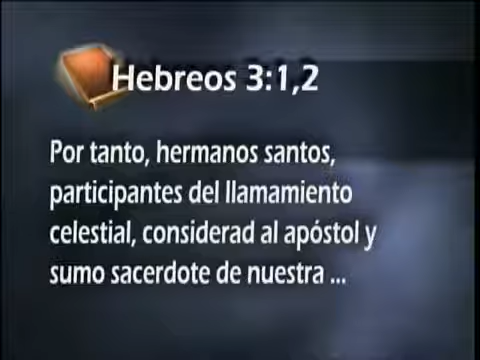 Hebreos 3:1,2
Por tanto, hermanos santos,
participantes del llamamiento
celestial, considerad al apóstol y
sumo sacerdote de nuestra ...